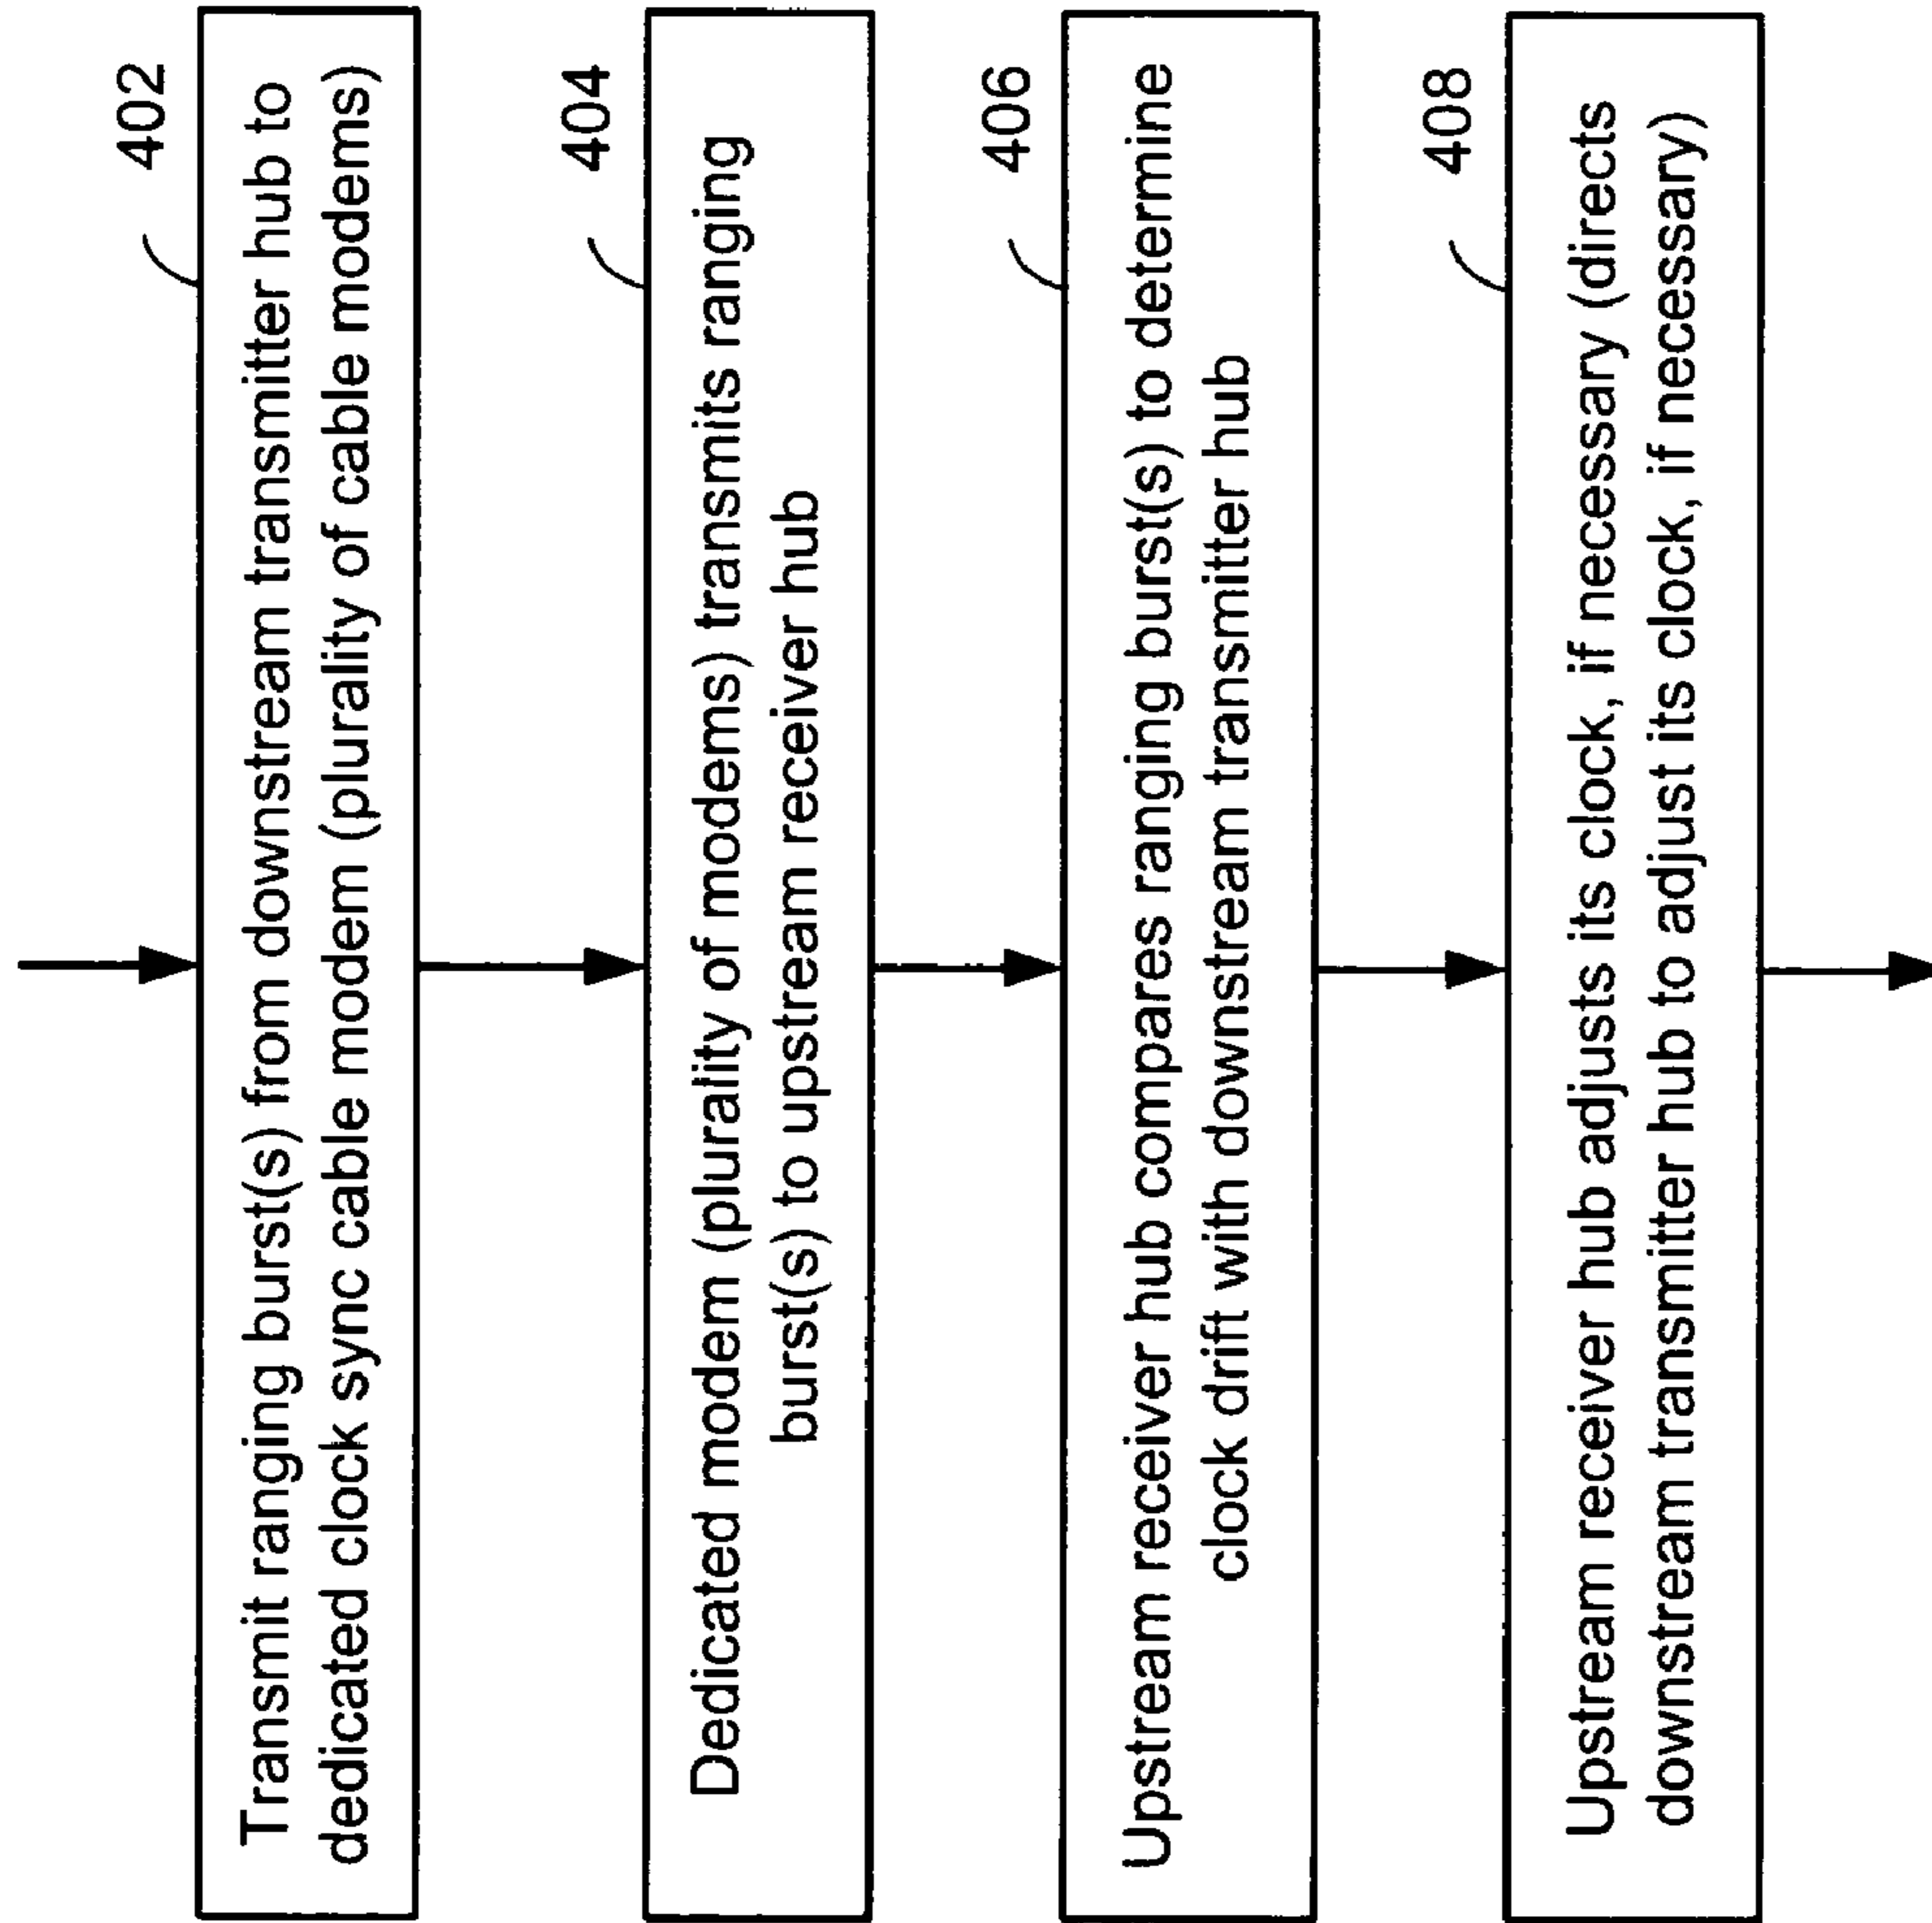 402
Transmit ranging burst(s) from downstream transmitter hub to
dedicated clock sync cable modem (plurality of cable modems)
404
Dedicated modem (plurality of modems) transmits ranging
burst(s) to upstream receiver hub
406
Upstream receiver hub compares ranging burst(s) to determine
clock drift with downstream transmitter hub
408
Upstream receiver hub adjusts its clock, if necessary (directs
downstream transmitter hub to adjust its clock, if necessary)